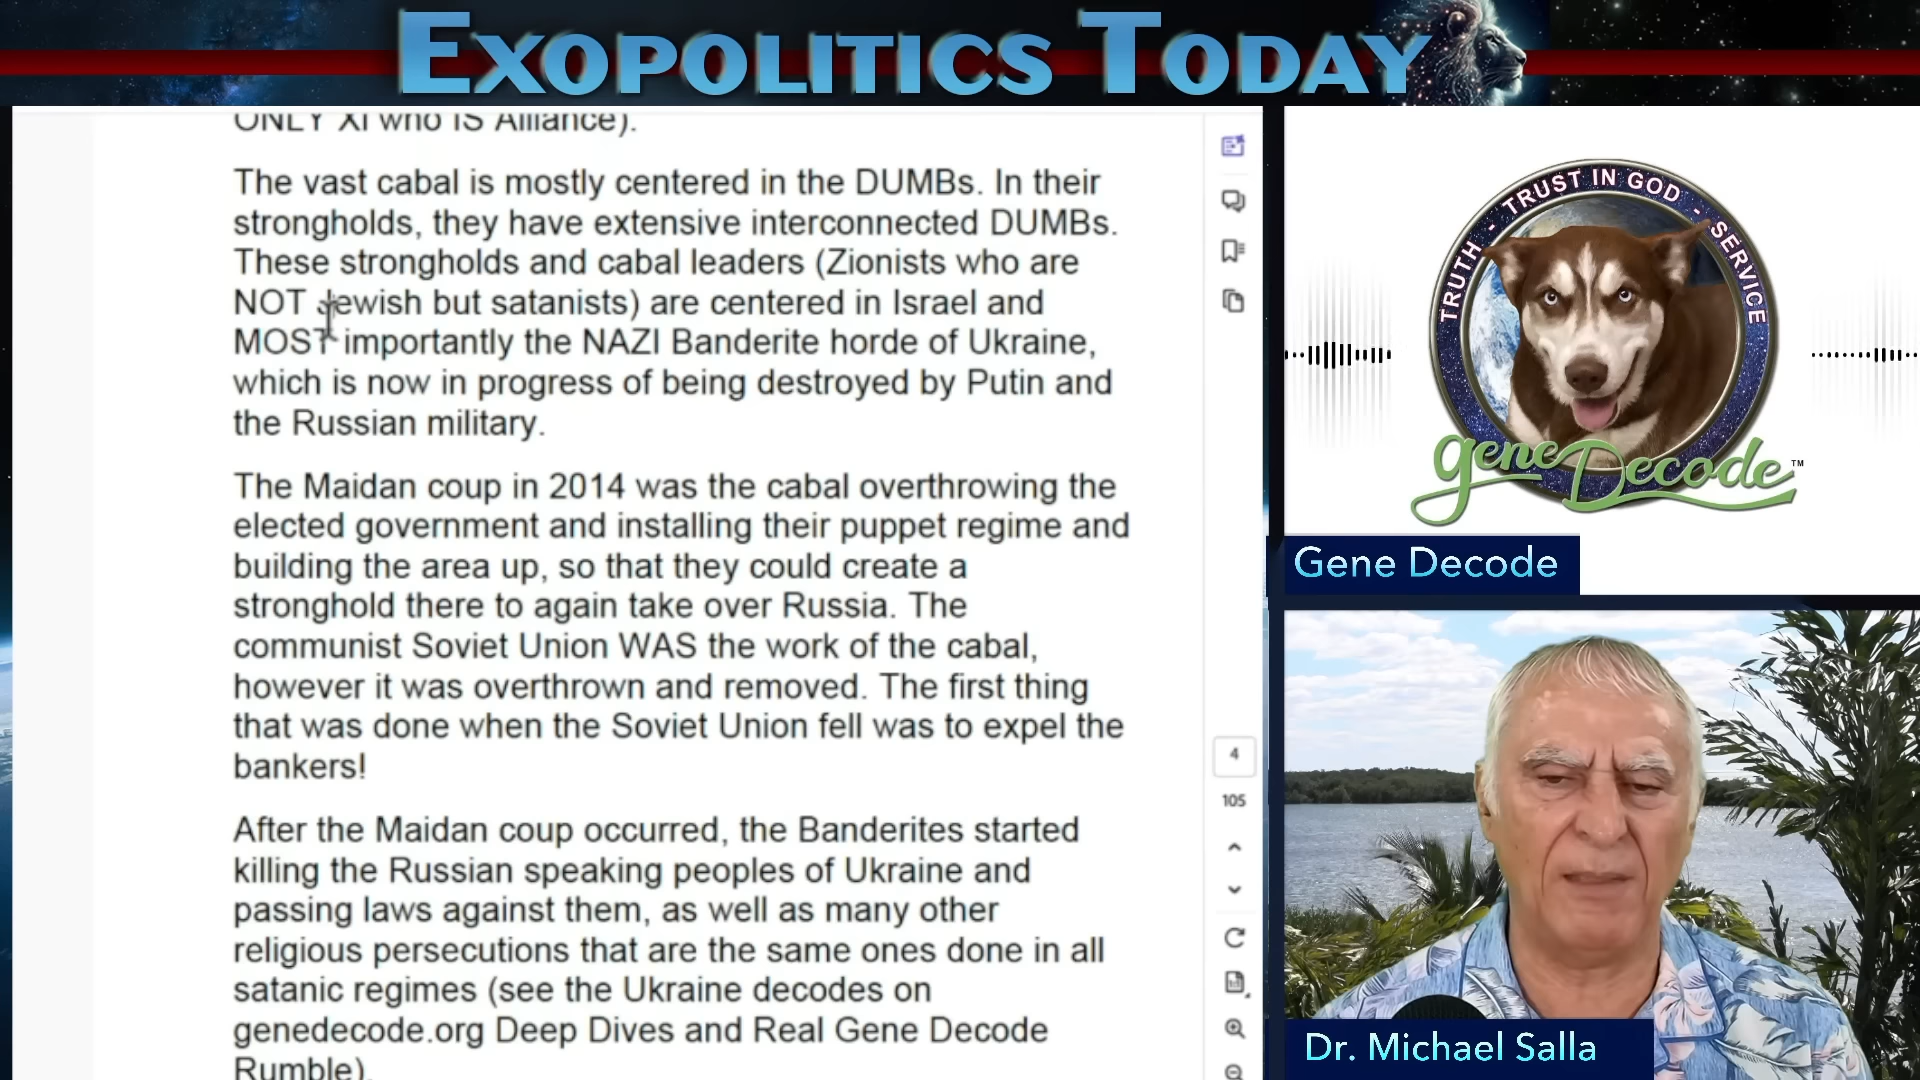 EXOPOLITICS TODAY
ONLY Xi who IS Alliance).
The vast cabal is mostly centered in the DUMBs. In their
strongholds, they have extensive interconnected DUMBs.
These strongholds and cabal leaders (Zionists who are
NOT Jewish but satanists) are centered in Israel and
MOST importantly the NAZI Banderite horde of Ukraine,
which is now in progress of being destroyed by Putin and
the Russian military.
The Maidan coup in 2014 was the cabal overthrowing the
elected government and installing their puppet regime and
building the area up, so that they could create a
stronghold there to again take over Russia. The
communist Soviet Union WAS the work of the cabal,
however it was overthrown and removed. The first thing
that was done when the Soviet Union fell was to expel the
bankers!
After the Maidan coup occurred, the Banderites started
killing the Russian speaking peoples of Ukraine and
passing laws against them, as well as many other
religious persecutions that are the same ones done in all
satanic regimes (see the Ukraine decodes on
genedecode.org Deep Dives and Real Gene Decode
Rumble).
4
105
TRUTH - TRUST IN GOD - SERVICE
gene Decode™
Gene Decode
Dr. Michael Salla